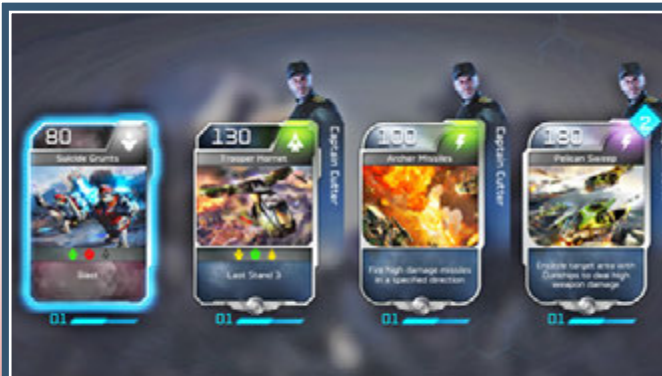 80
Suicide Grunts
Blast
01
130
Trooper Hornet
Last Stand 3
01
Captain Cutter
100
Archer Missiles
Fire high damage missiles
in a specified direction
01
Captain Cutter
180
2
Pelican Sweep
Enfilade target area with
Gunships to deal high
weapon damage
01